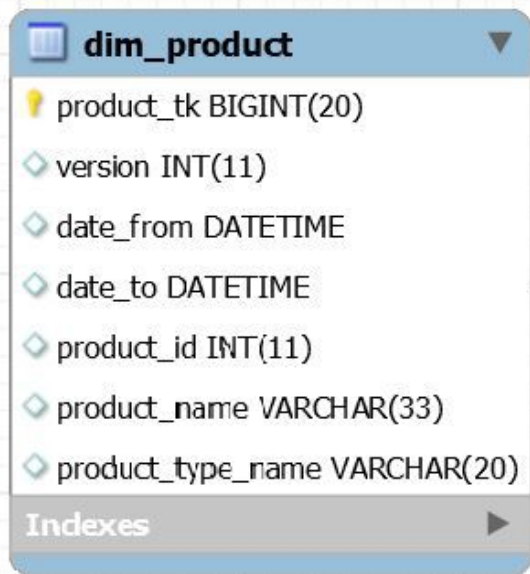 dim_product
product_tk BIGINT(20)
version INT(11)
date_from DATETIME
date_to DATETIME
product_id INT(11)
product_name VARCHAR(33)
product_type_name VARCHAR(20)
Indexes